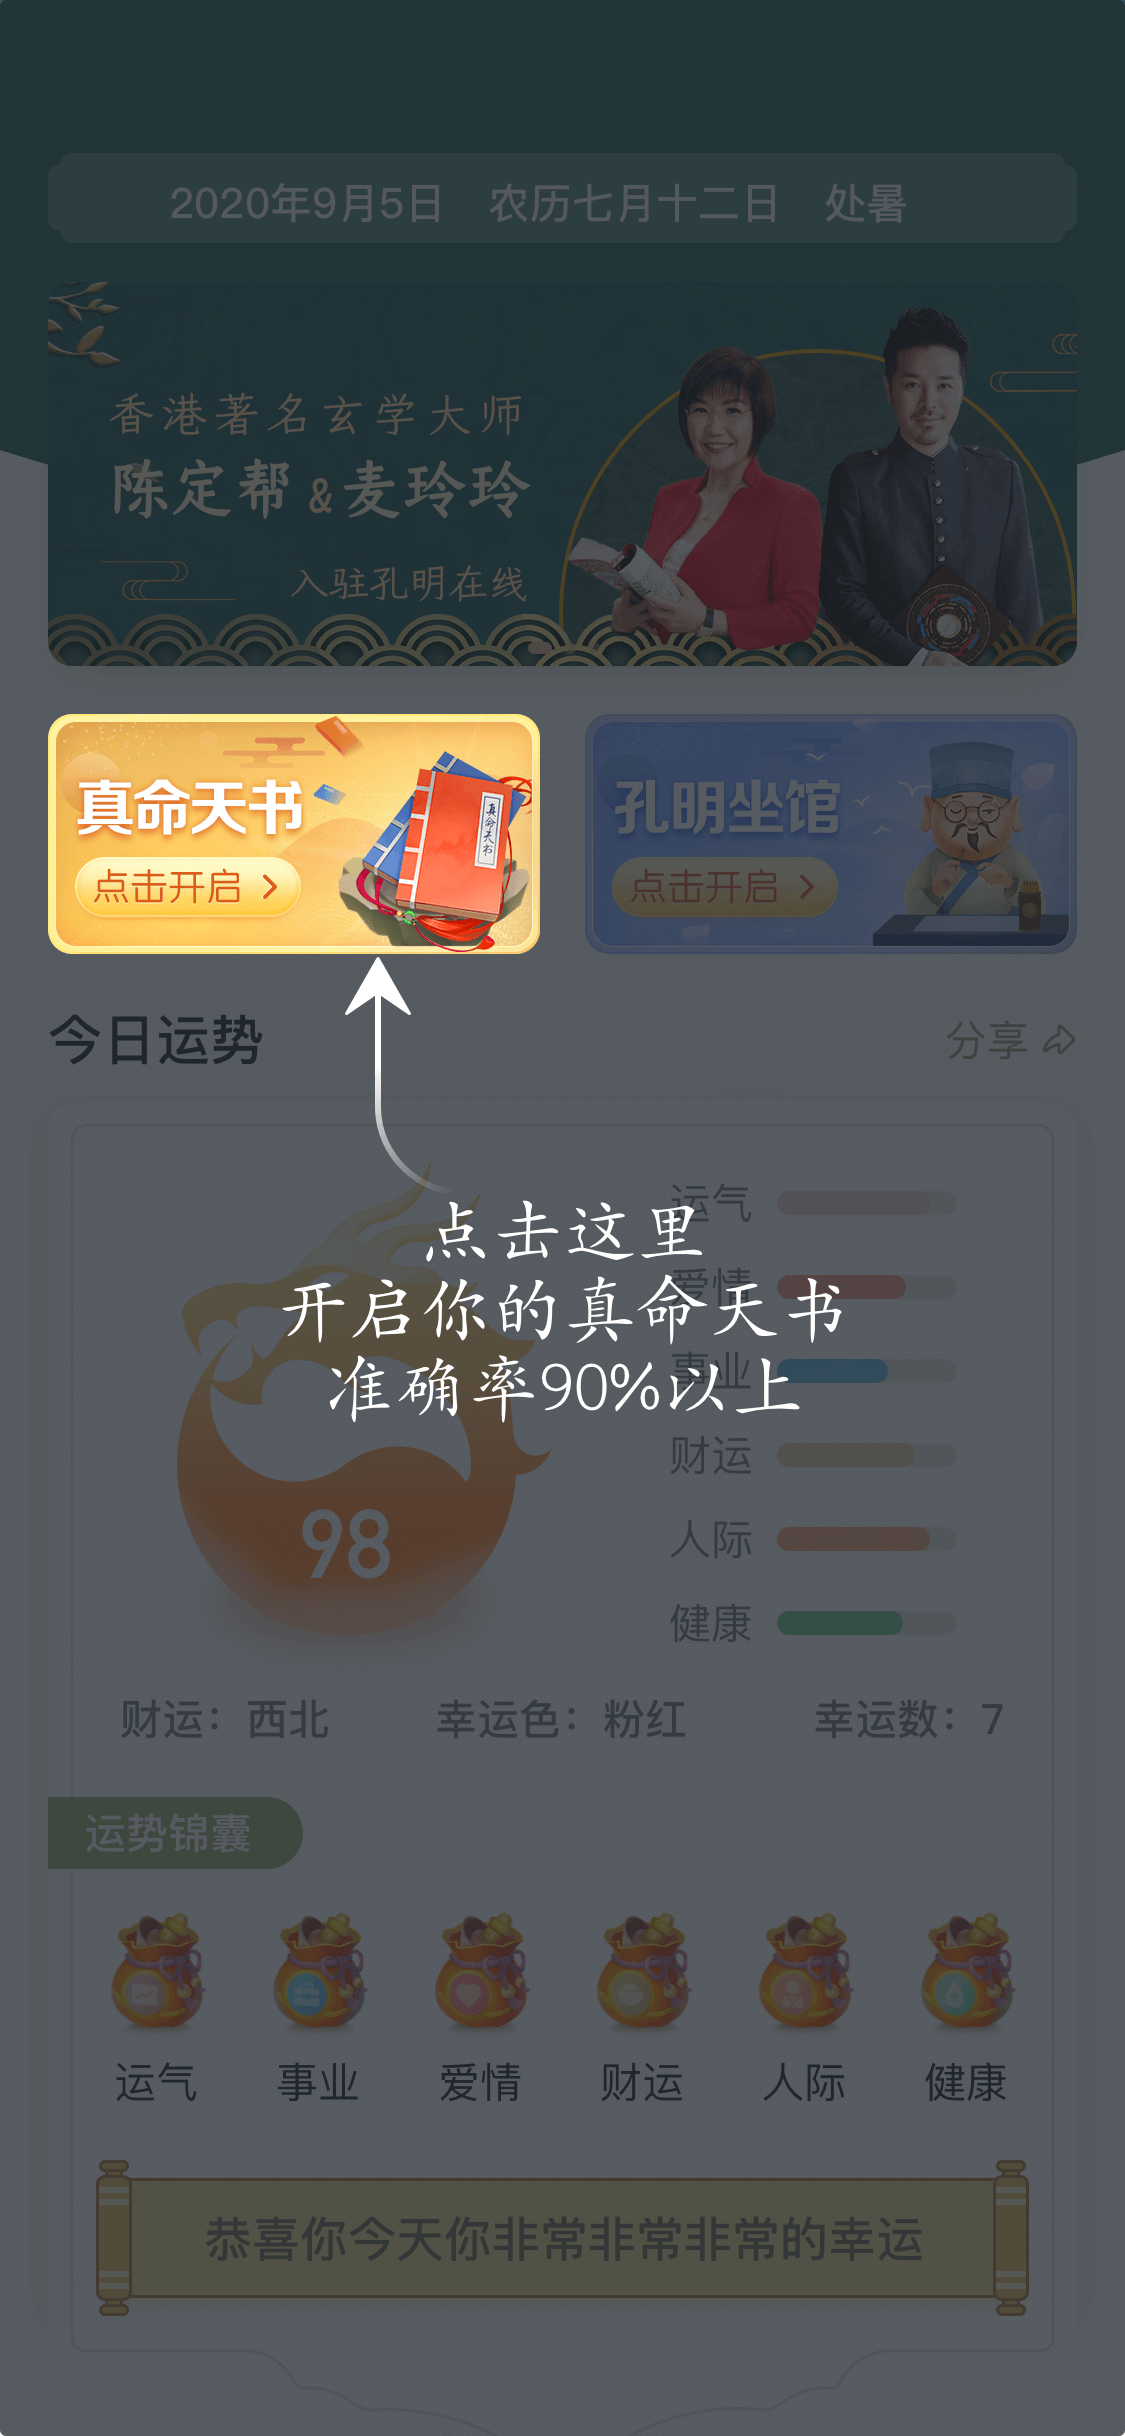 2020年9月5日 农历七月十二日 处暑
香港著名玄学大师
陈定帮&麦玲玲
入驻孔明在线
真命天书
点击开启
真命天书
孔明坐馆
点击开启
今日运势
分享
运气
点击这里
爱情
开启你的真命天书
事业
准确率90%以上
财运
98
人际
健康
财运：西北 幸运色：粉红 幸运数：7
运势锦囊
运气 事业 爱情 财运 人际 健康
恭喜你今天你非常非常非常的幸运